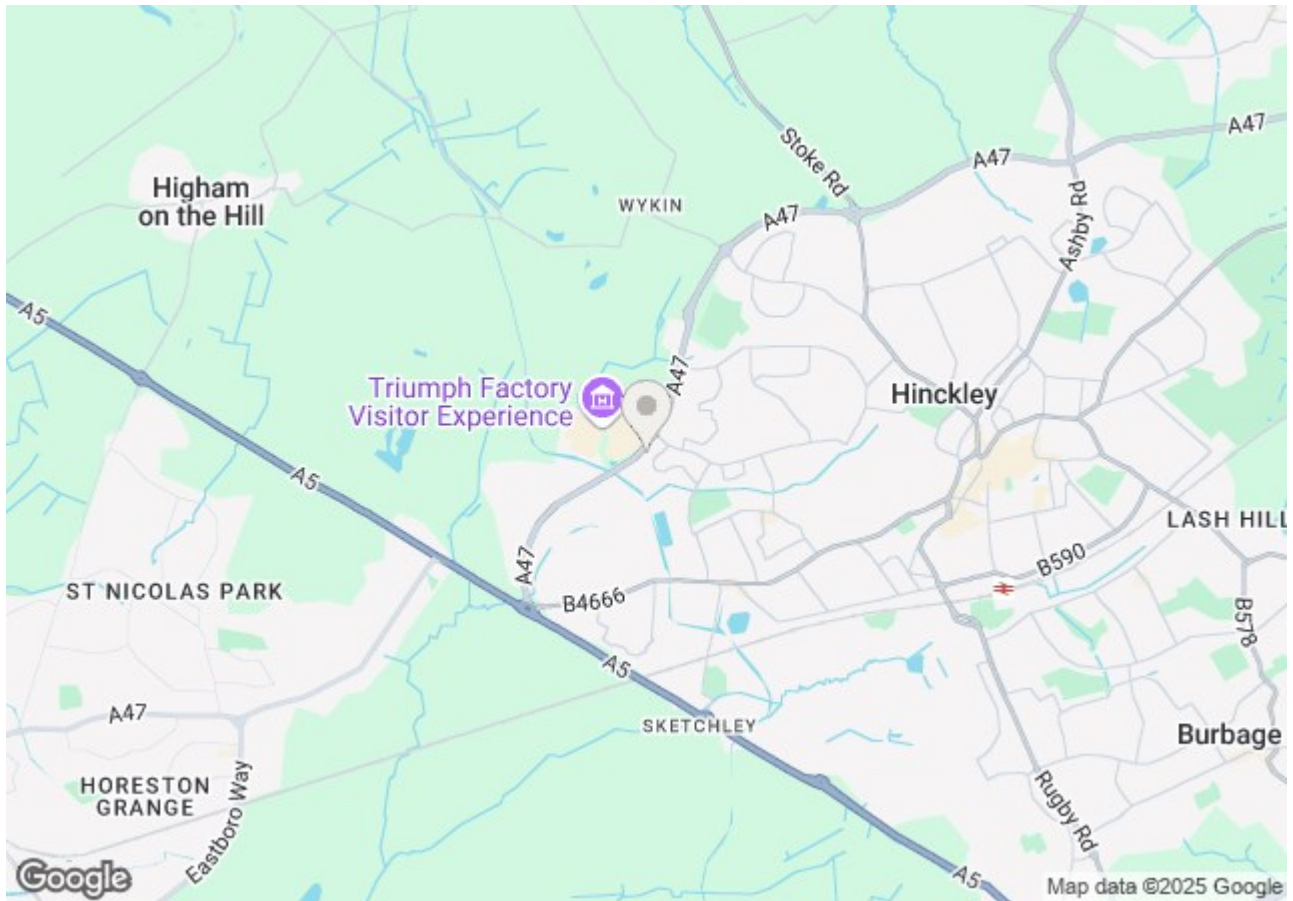 A47
A47
Stoke Rd
Higham
on the Hill
WYKIN
A47
Ashby Rd
A5
A47
Triumph Factory
Visitor Experience
Hinckley
A5
LASH HILL
A47
B590
ST NICOLAS PARK
B4666
B578
A5
A47
SKETCHLEY
Burbage
HORESTON
GRANGE
Eastboro Way
Rugby Rd
A5
Google
Map data ©2025 Google